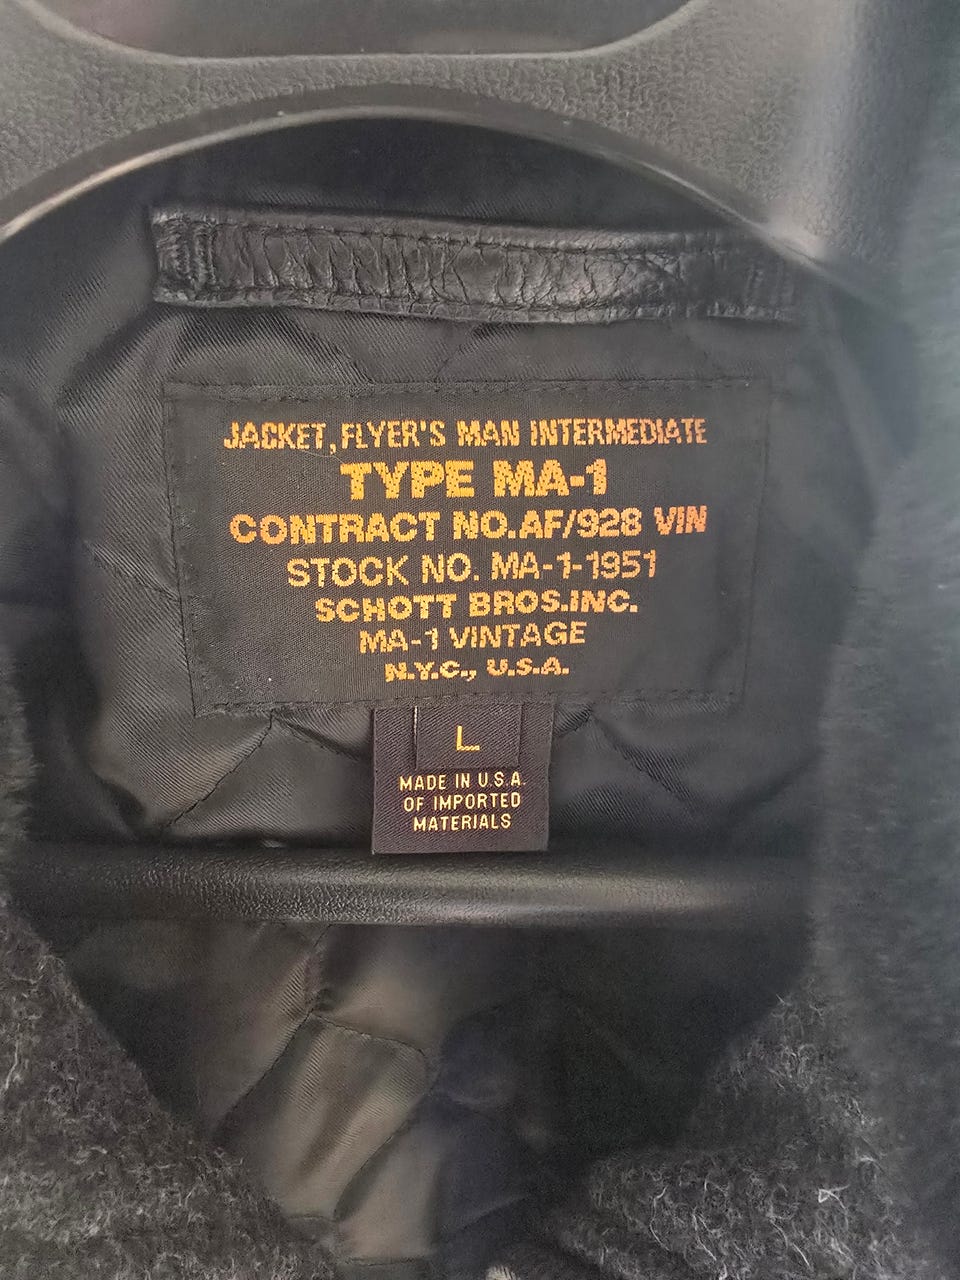 JACKET, FLYER'S MAN INTERMEDIATE
TYPE MA-1
CONTRACT NO.AF/928 VIN
STOCK NO. MA-1-1951
SCHOTT BROS.INC.
MA-1 VINTAGE
N.Y.C., U.S.A.
L
MADE IN U.S.A.
OF IMPORTED
MATERIALS